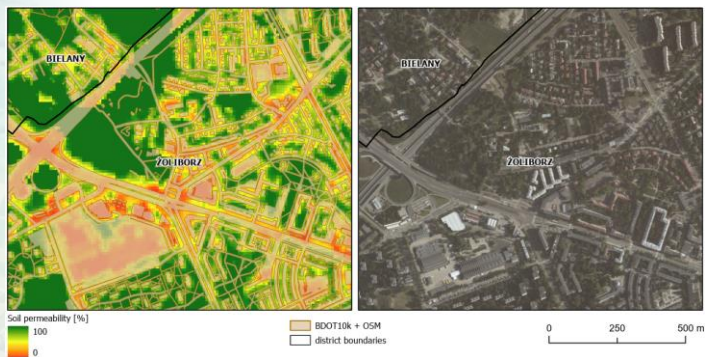 BIELANY
ŻOLIBORZ
BIELANY
ŻOLIBORZ
Soil permeability [%]
100
0
BDOT10k + OSM
district boundaries
0 250 500 m